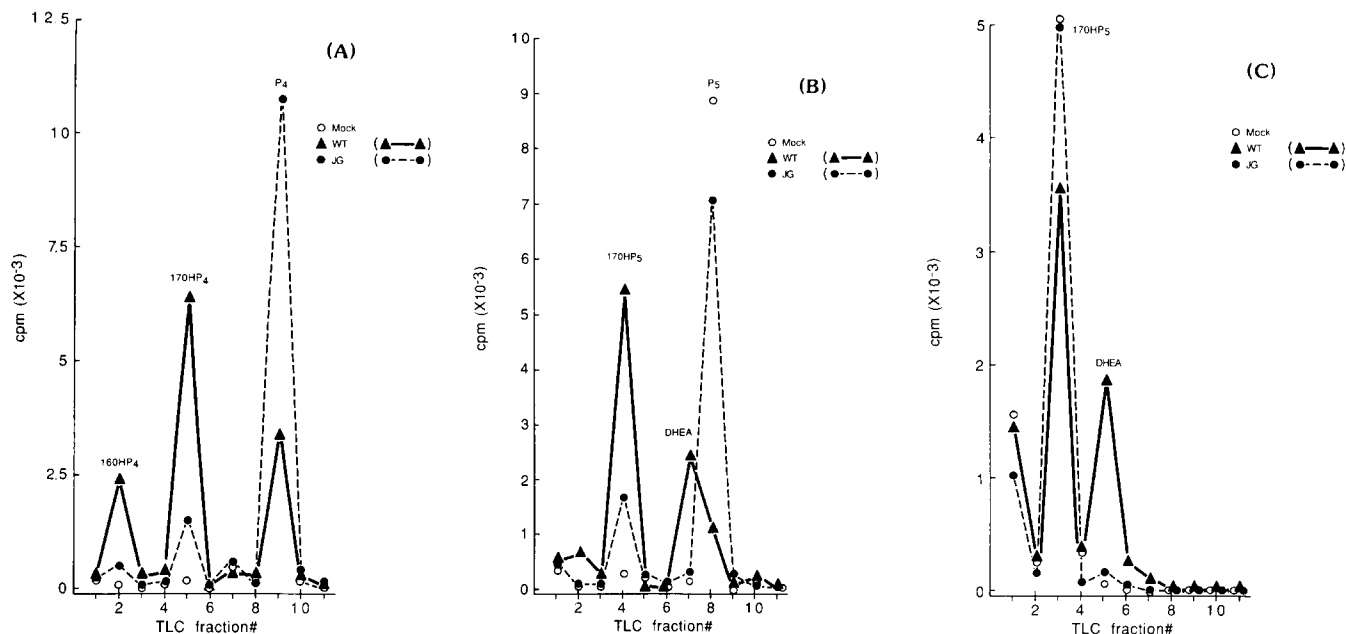 (A)
12.5
10
7.5
5
2.5
0
cpm (X10-3)
2 4 6 8 10
TLC fraction#
16OHP4
17OHP4
P4
○ Mock
▲ WT (▲—▲)
● JG (●---●)
(B)
10
9
8
7
6
5
4
3
2
1
0
cpm (X10-3)
2 4 6 8 10
TLC fraction#
17OHP5
DHEA
P5
○ Mock
▲ WT (▲—▲)
● JG (●---●)
(C)
5
4
3
2
1
0
cpm (X10-3)
2 4 6 8 10
TLC fraction#
17OHP5
DHEA
○ Mock
▲ WT (▲—▲)
● JG (●---●)